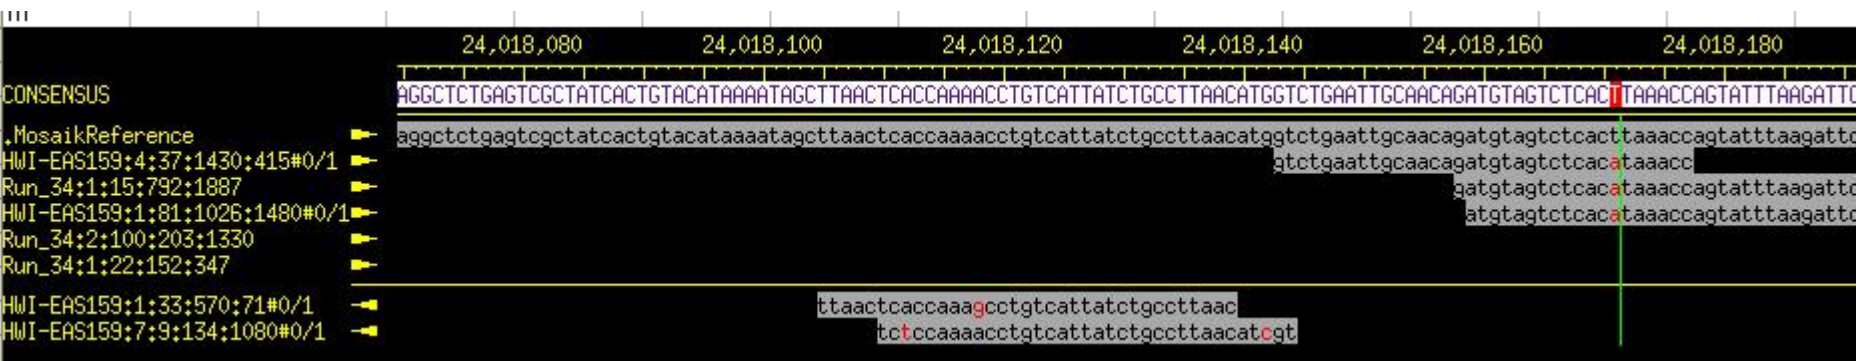 24,018,080 24,018,100 24,018,120 24,018,140 24,018,160 24,018,180
CONSENSUS AGGCTCTGAGTCGCTATCACTGTACATAAAATAGCTTAACTCACCAAAACCTGTCATTATCTGCCTTAACATGGTCTGAATTGCAACAGATGTAGTCTCACTTAAACCAGTATTTAAGATTC
.MosaikReference aggctctgagtcgctatcactgtacataaaatagcttaactcaccaaaacctgtcattatctgccttaacatggtctgaattgcaacagatgtagtctcacttaaaccagtatttaagattc
HWI-EAS159:4:37:1430:415#0/1 gtctgaattgcaacagatgtagtctcacataaacc
Run_34:1:15:792:1887 gatgtagtctcacataaaccagtatttaagattc
HWI-EAS159:1:81:1026:1480#0/1 atgtagtctcacataaaccagtatttaagattc
Run_34:2:100:203:1330
Run_34:1:22:152:347
HWI-EAS159:1:33:570:71#0/1 ttaactcaccaaagcctgtcattatctgccttaac
HWI-EAS159:7:9:134:1080#0/1 tctccaaaacctgtcattatctgccttaacatcgt